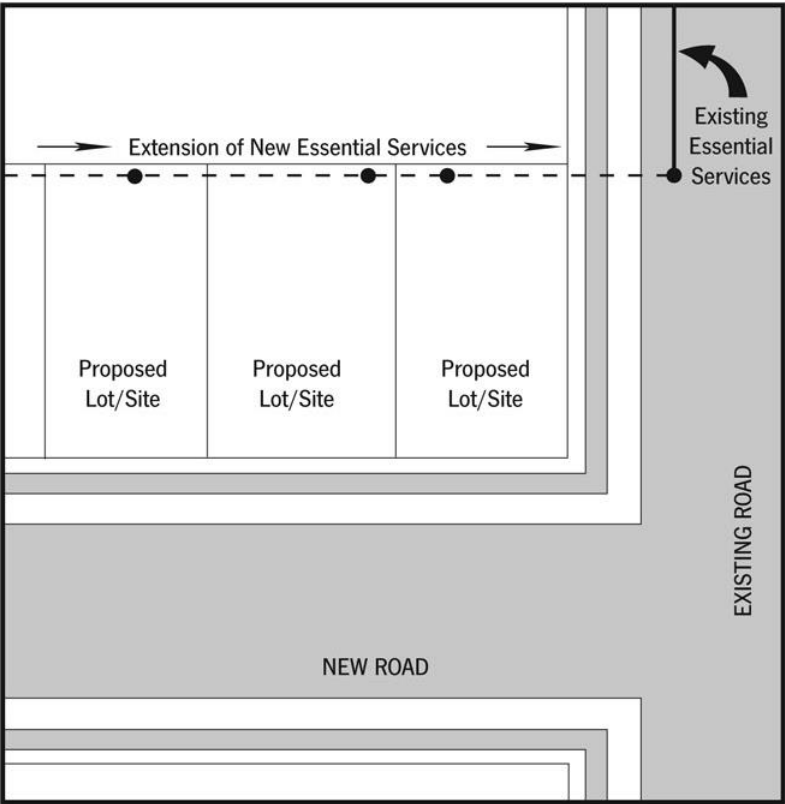 Existing
Essential
Services
Extension of New Essential Services
Proposed
Lot/Site
Proposed
Lot/Site
Proposed
Lot/Site
EXISTING ROAD
NEW ROAD